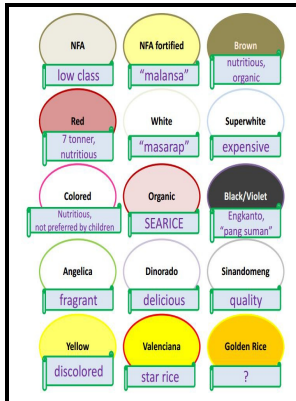 NFA
low class
NFA fortified
"malansa"
Brown
nutritious,
organic
Red
7 tonner,
nutritious
White
"masarap"
Superwhite
expensive
Colored
Nutritious,
not preferred by children
Organic
SEARICE
Black/Violet
Engkanto,
"pang suman"
Angelica
fragrant
Dinorado
delicious
Sinandomeng
quality
Yellow
discolored
Valenciana
star rice
Golden Rice
?